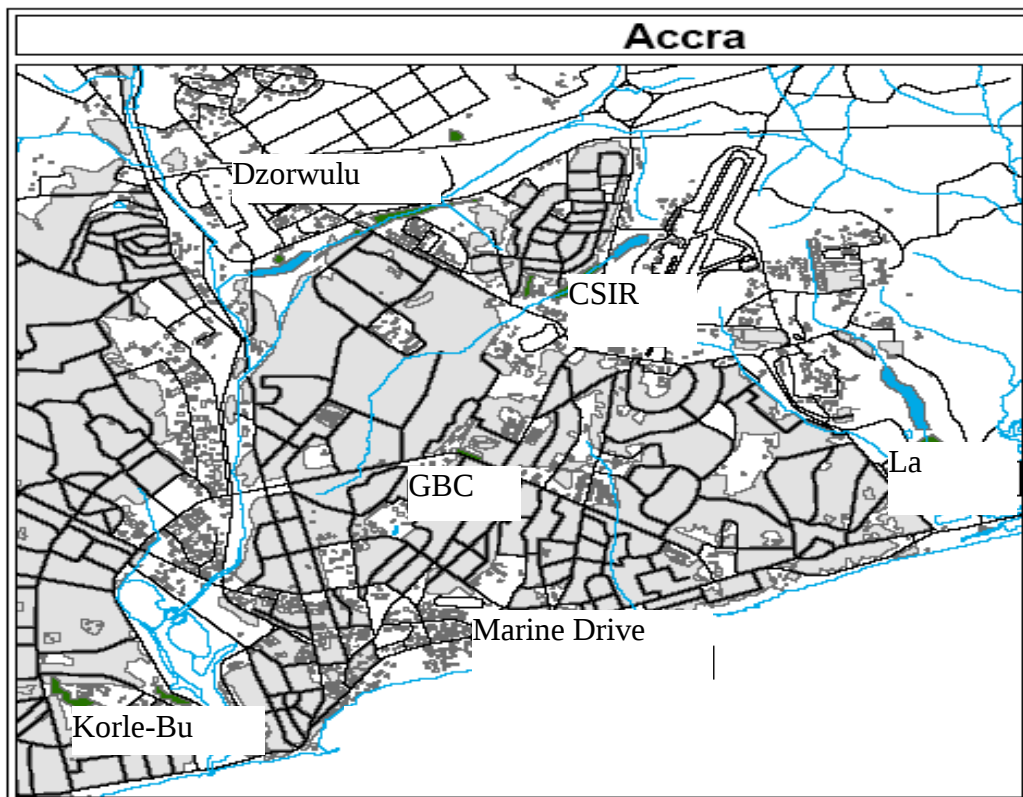 Accra
Dzorwulu
CSIR
La
GBC
Marine Drive
Korle-Bu